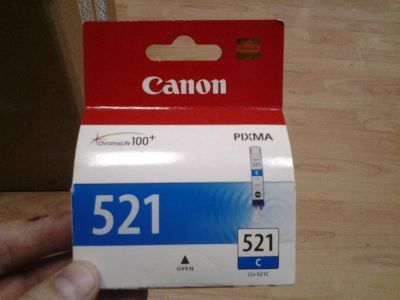 Canon
ChromaLife 100+
PIXMA
521
C
521
521
C
OPEN
CLI-521C